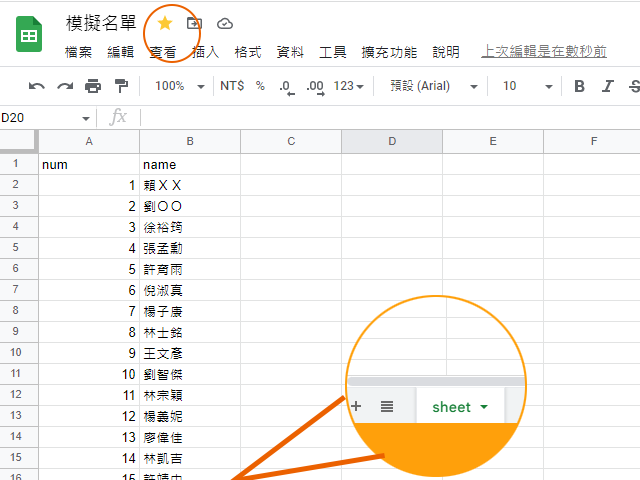 模擬名單
檔案 編輯 查看 插入 格式 資料 工具 擴充功能 說明 上次編輯是在數秒前
100% NT$ % .0 .00 123 預設 (Arial) 10 B I S
D20 fx
A B C D E F
1 num name
2 1 賴ＸＸ
3 2 劉〇〇
4 3 徐裕筠
5 4 張孟勳
6 5 許育雨
7 6 倪淑真
8 7 楊子康
9 8 林士銘
10 9 王文彥
11 10 劉智傑
12 11 林宗穎
13 12 楊義妮
14 13 廖偉佳
15 14 林凱吉
16 15
sheet